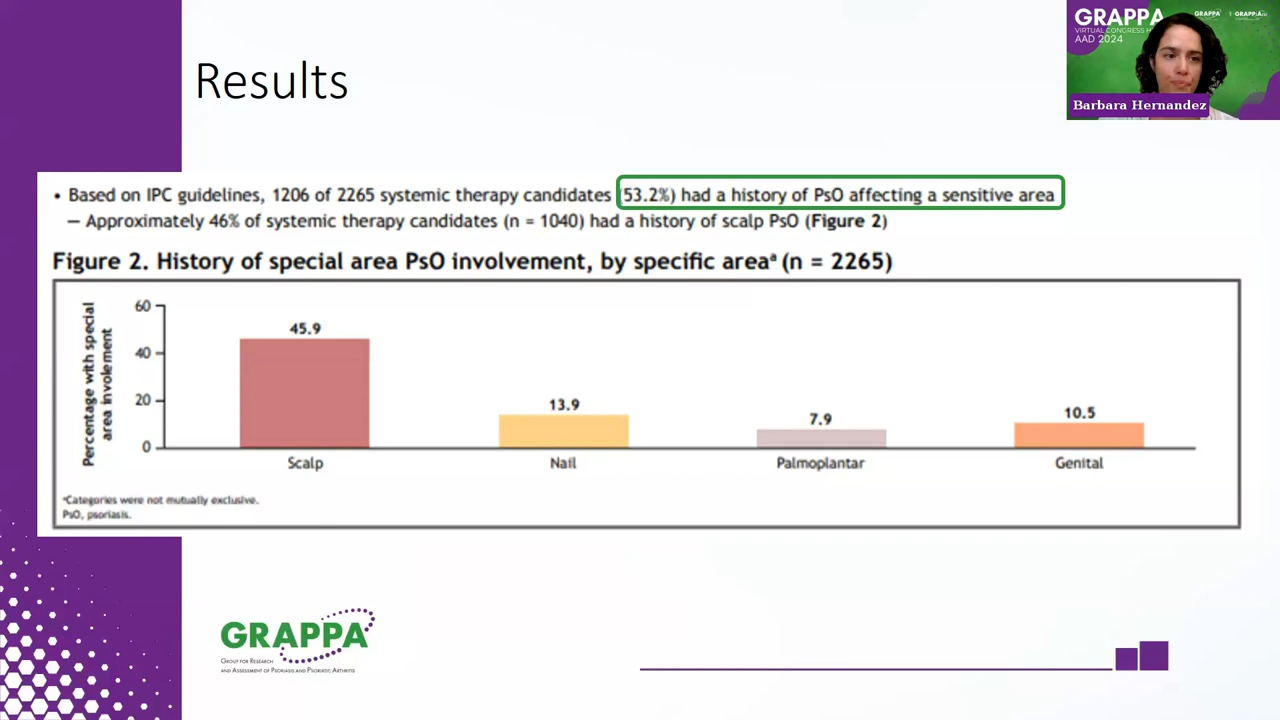 GRAPPA
VIRTUAL CONGRESS
AAD 2024
GRAPPA
Barbara Hernandez
Results
• Based on IPC guidelines, 1206 of 2265 systemic therapy candidates (53.2%) had a history of PsO affecting a sensitive area
— Approximately 46% of systemic therapy candidates (n = 1040) had a history of scalp PsO (Figure 2)
Figure 2. History of special area PsO involvement, by specific areaᵃ (n = 2265)
Percentage with special
area involement
60
40
20
0
45.9
13.9
7.9
10.5
Scalp
Nail
Palmoplantar
Genital
ᵃCategories were not mutually exclusive.
PsO, psoriasis.
GRAPPA
GROUP FOR RESEARCH
AND ASSESSMENT OF PSORIASIS AND PSORIATIC ARTHRITIS